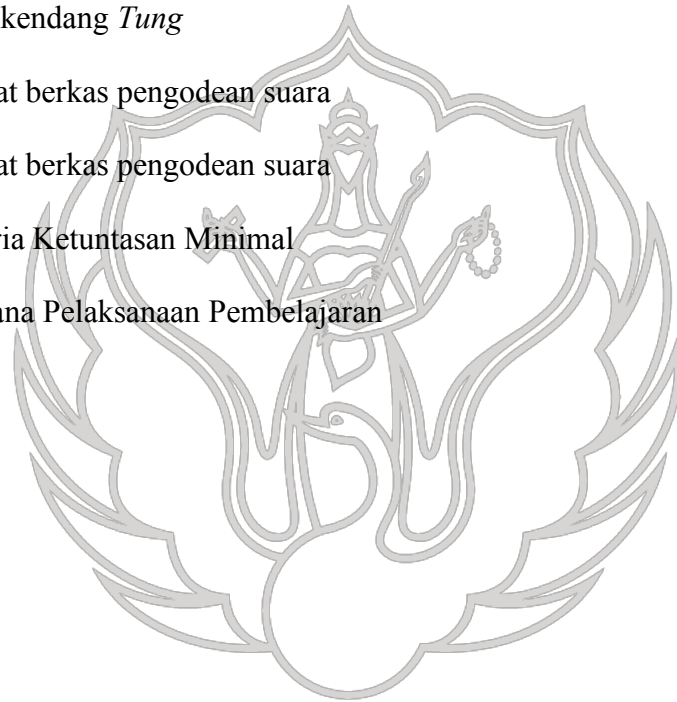 kendang Tung
at berkas pengodean suara
at berkas pengodean suara
ria Ketuntasan Minimal
ana Pelaksanaan Pembelajaran